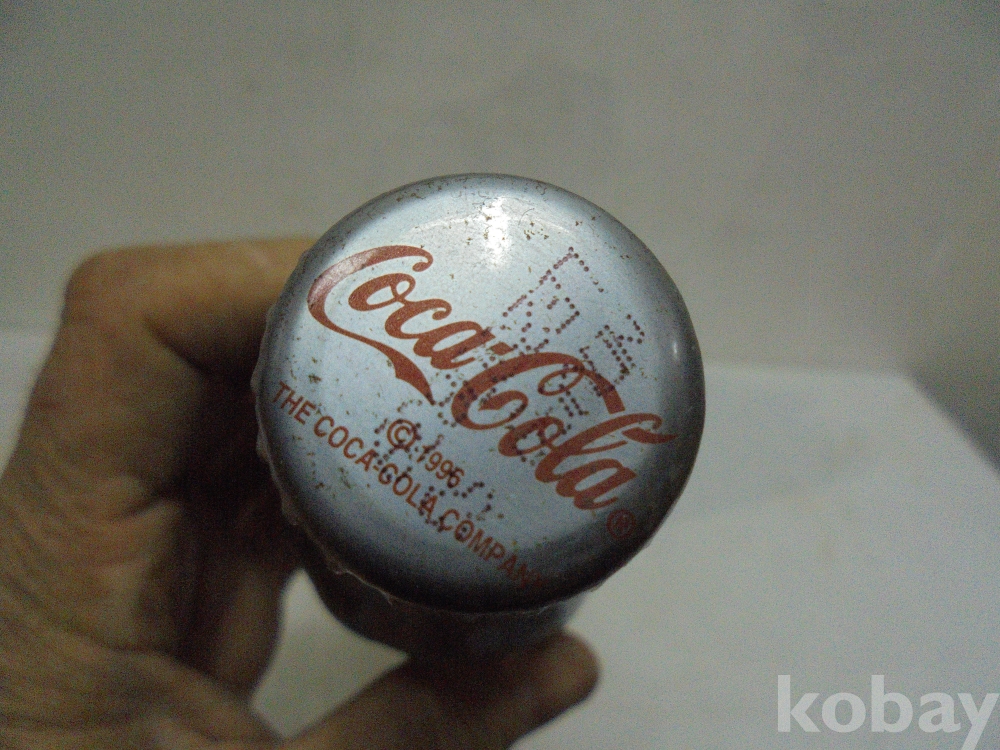 Coca-Cola ®
© 1996
THE COCA-COLA COMPANY
kobay